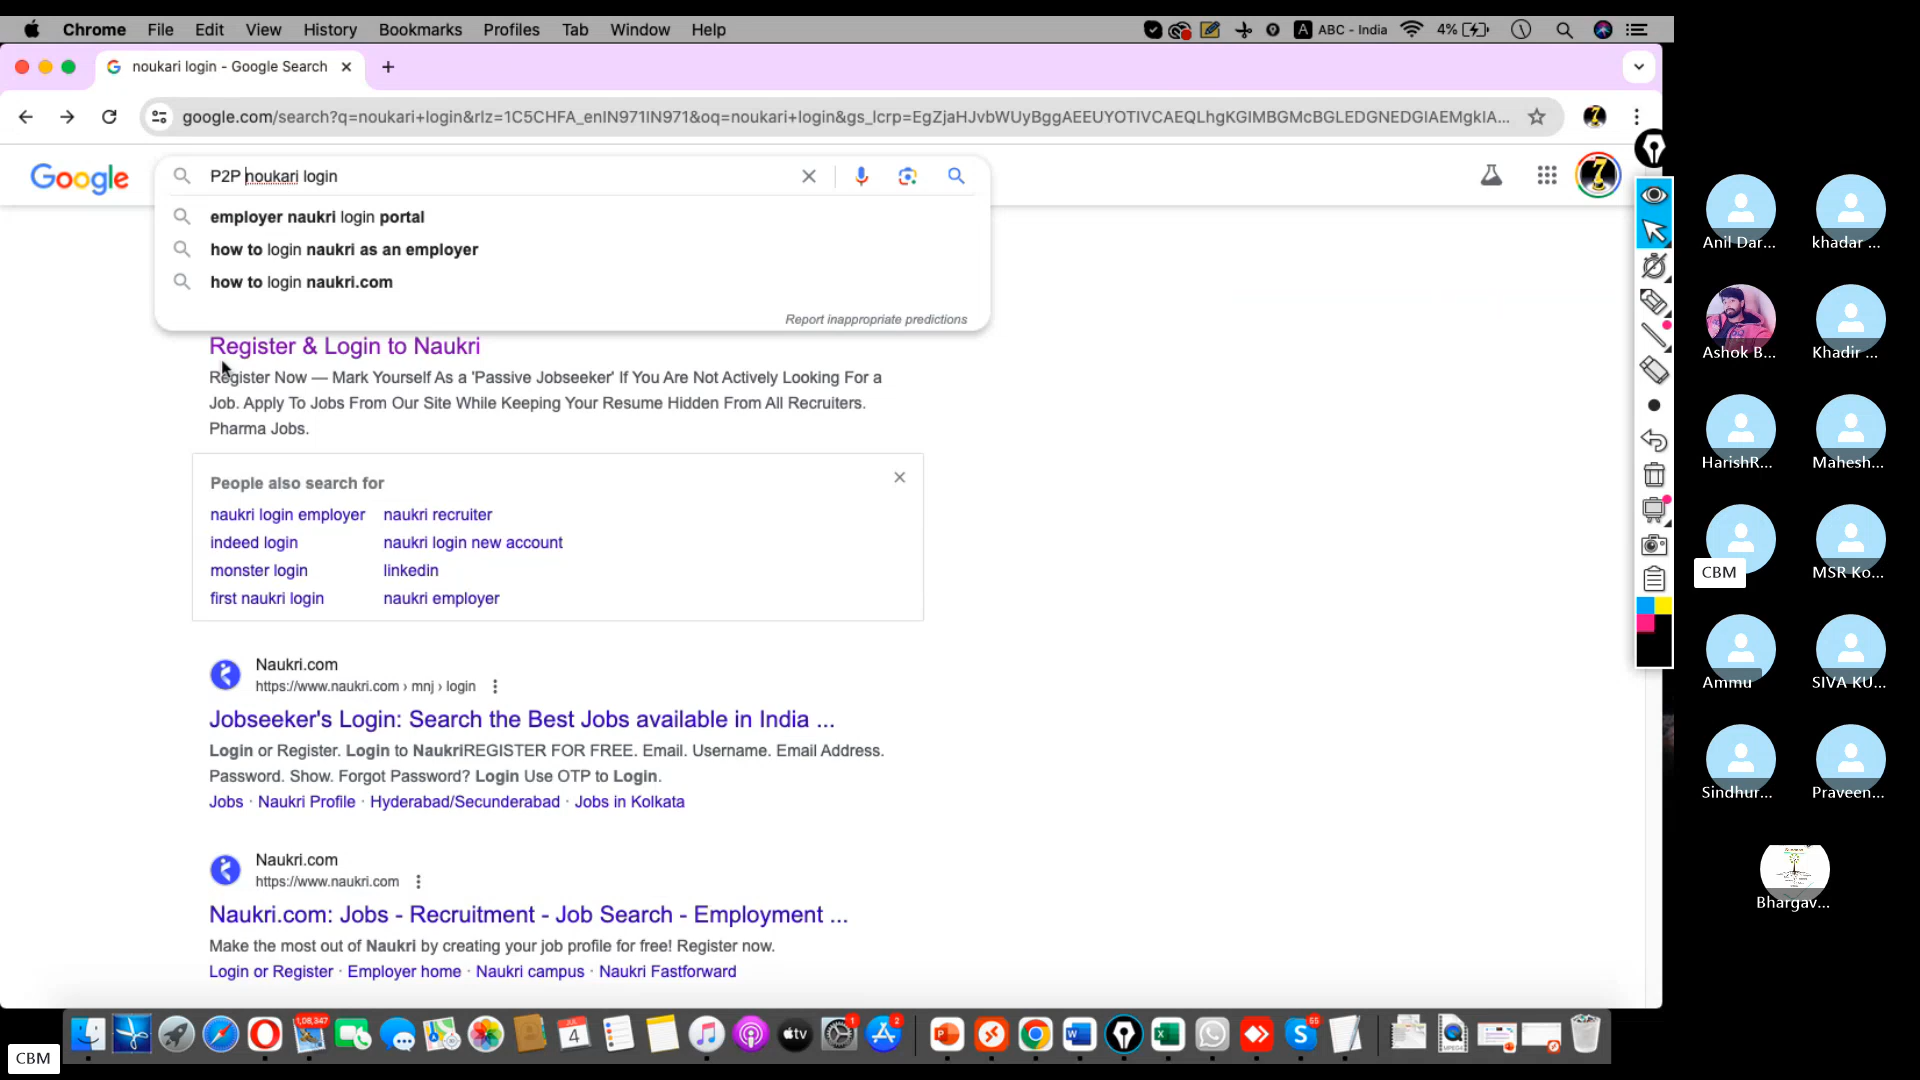 Chrome File Edit View History Bookmarks Profiles Tab Window Help
A ABC - India 4%
noukari login - Google Search
google.com/search?q=noukari+login&rlz=1C5CHFA_enIN971IN971&oq=noukari+login&gs_lcrp=EgZjaHJvbWUyBggAEEUYOTIVCAEQLhgKGIMBGMcBGLEDGNEDGIAEMgkIA...
Google
P2P noukari login
employer naukri login portal
how to login naukri as an employer
how to login naukri.com
Report inappropriate predictions
Register & Login to Naukri
Register Now — Mark Yourself As a 'Passive Jobseeker' If You Are Not Actively Looking For a
Job. Apply To Jobs From Our Site While Keeping Your Resume Hidden From All Recruiters.
Pharma Jobs.
People also search for
naukri login employer naukri recruiter
indeed login naukri login new account
monster login linkedin
first naukri login naukri employer
Naukri.com
https://www.naukri.com › mnj › login
Jobseeker's Login: Search the Best Jobs available in India ...
Login or Register. Login to NaukriREGISTER FOR FREE. Email. Username. Email Address.
Password. Show. Forgot Password? Login Use OTP to Login.
Jobs · Naukri Profile · Hyderabad/Secunderabad · Jobs in Kolkata
Naukri.com
https://www.naukri.com
Naukri.com: Jobs - Recruitment - Job Search - Employment ...
Make the most out of Naukri by creating your job profile for free! Register now.
Login or Register · Employer home · Naukri campus · Naukri Fastforward
Anil Dar... khadar ...
Ashok B... Khadir ...
HarishR... Mahesh...
CBM MSR Ko...
Ammu SIVA KU...
Sindhur... Praveen...
Bhargav...
1,08,347
JUL
4
tv
1
2
55
CBM